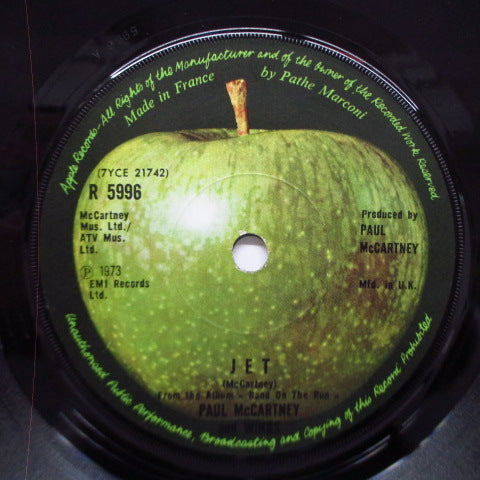 Apple Records-All Rights of the Manufacturer and of the Owner of the Recorded Work Reserved
Made in France by Pathe Marconi
(7YCE 21742)
R 5996
McCartney
Mus. Ltd./
ATV Mus.
Ltd.
Ⓟ 1973
EMI Records
Ltd.
Produced by
PAUL
McCARTNEY
Mfd. in U.K.
JET
(McCartney)
From the Album « Band On The Run »
PAUL McCARTNEY
and WINGS
Unauthorised Public Performance, Broadcasting and Copying of this Record Prohibited